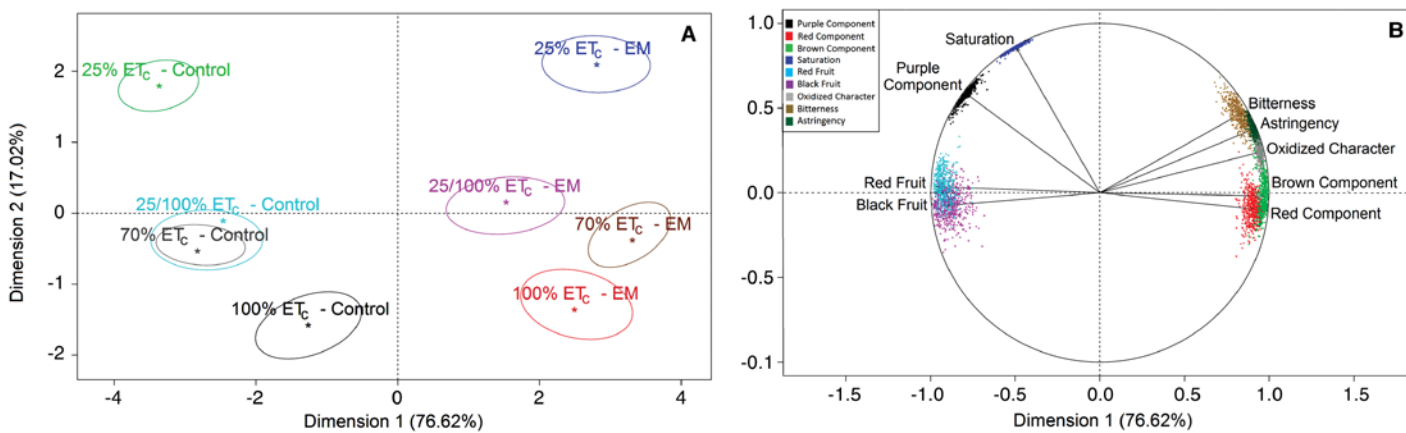 A
25% ETC - Control
25% ETC - EM
25/100% ETC - Control
25/100% ETC - EM
70% ETC - Control
70% ETC - EM
100% ETC - Control
100% ETC - EM
Dimension 2 (17.02%)
2
1
0
-1
-2
-4
-2
0
2
4
Dimension 1 (76.62%)
B
Purple Component
Red Component
Brown Component
Saturation
Red Fruit
Black Fruit
Oxidized Character
Bitterness
Astringency
Saturation
Purple
Component
Bitterness
Astringency
Oxidized Character
Red Fruit
Brown Component
Black Fruit
Red Component
1.0
0.5
0.0
-0.5
-0.1
-1.5
-1.0
-0.5
0.0
0.5
1.0
1.5
Dimension 1 (76.62%)